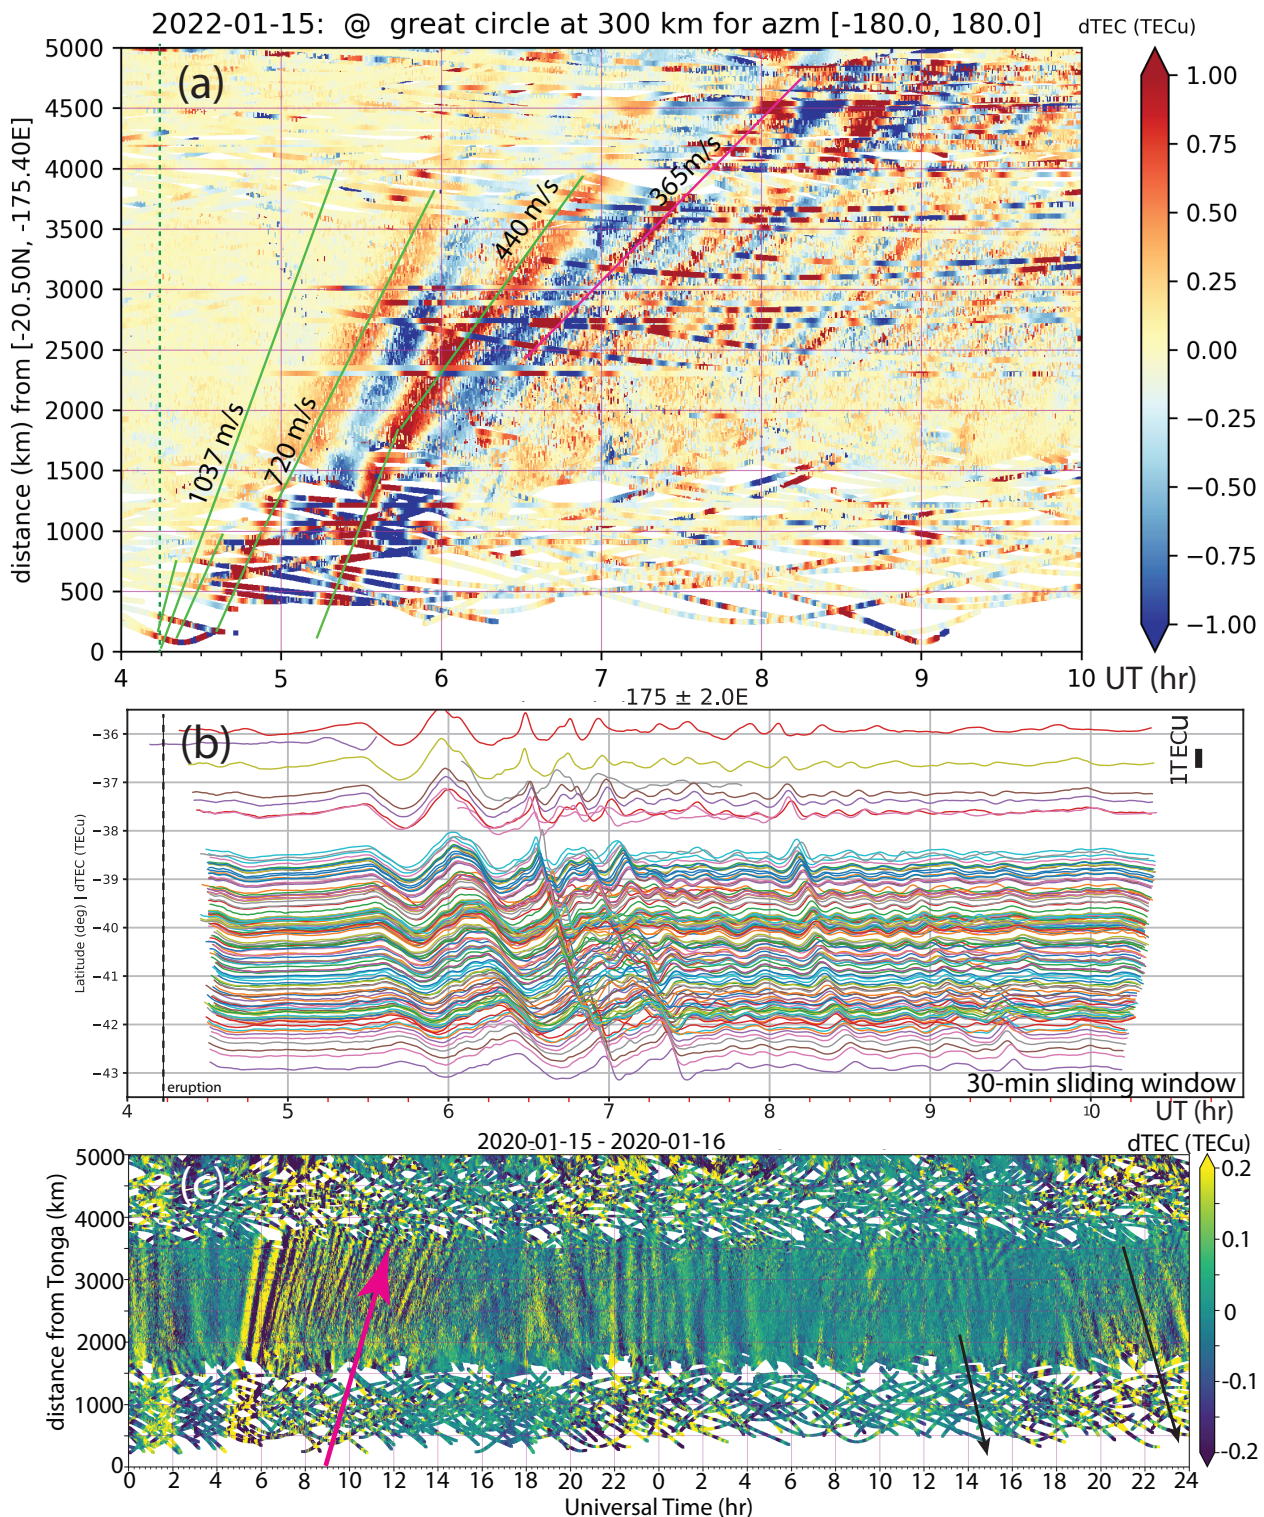 2022-01-15: @ great circle at 300 km for azm [-180.0, 180.0]
dTEC (TECu)
(a)
distance (km) from [-20.50N, -175.40E]
5000
4500
4000
3500
3000
2500
2000
1500
1000
500
0
1037 m/s
720 m/s
440 m/s
365m/s
1.00
0.75
0.50
0.25
0.00
−0.25
−0.50
−0.75
−1.00
4 5 6 7 8 9 10 UT (hr)
175 ± 2.0E
(b)
1TECu
Latitude (deg) | dTEC (TECu)
−36
−37
−38
−39
−40
−41
−42
−43
eruption
30-min sliding window
4 5 6 7 8 9 10 UT (hr)
2020-01-15 - 2020-01-16
dTEC (TECu)
(c)
distance from Tonga (km)
5000
4000
3000
2000
1000
0
0.2
0.1
0
-0.1
-0.2
0 2 4 6 8 10 12 14 16 18 20 22 0 2 4 6 8 10 12 14 16 18 20 22 24
Universal Time (hr)